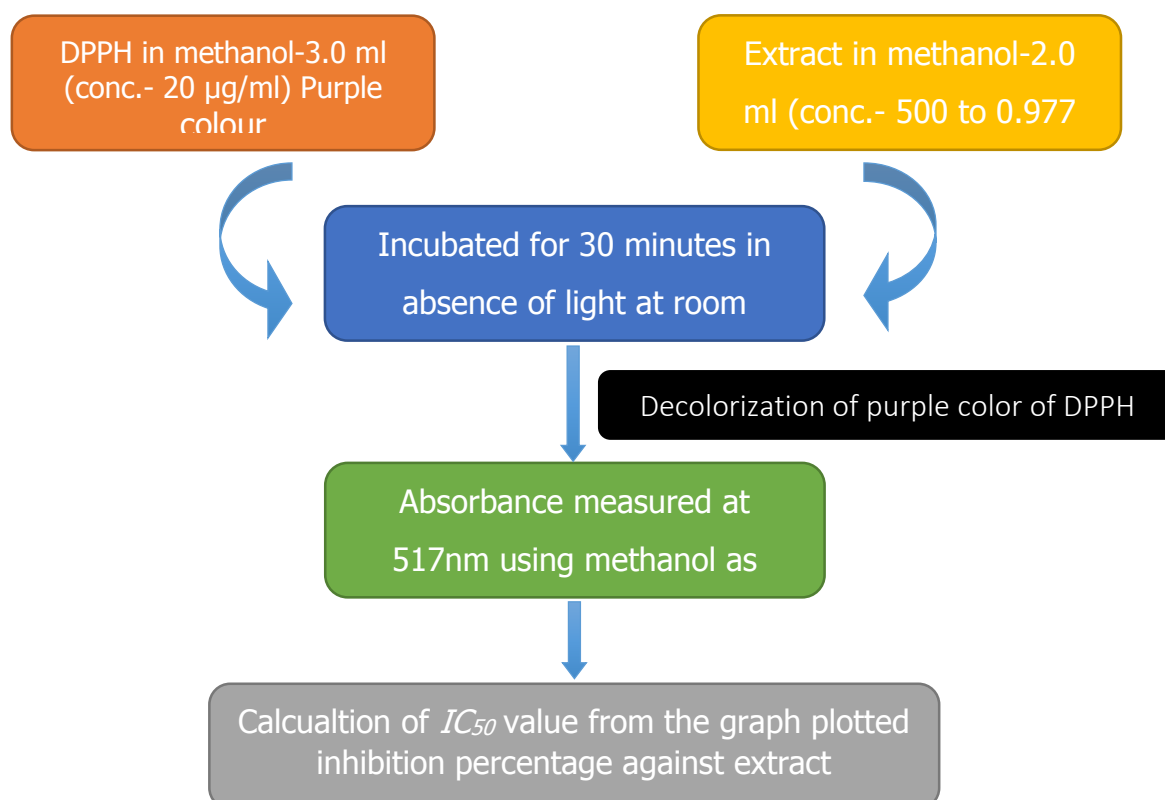 DPPH in methanol-3.0 ml
(conc.- 20 μg/ml) Purple
colour
Extract in methanol-2.0
ml (conc.- 500 to 0.977
Incubated for 30 minutes in
absence of light at room
Decolorization of purple color of DPPH
Absorbance measured at
517nm using methanol as
Calcualtion of IC50 value from the graph plotted
inhibition percentage against extract